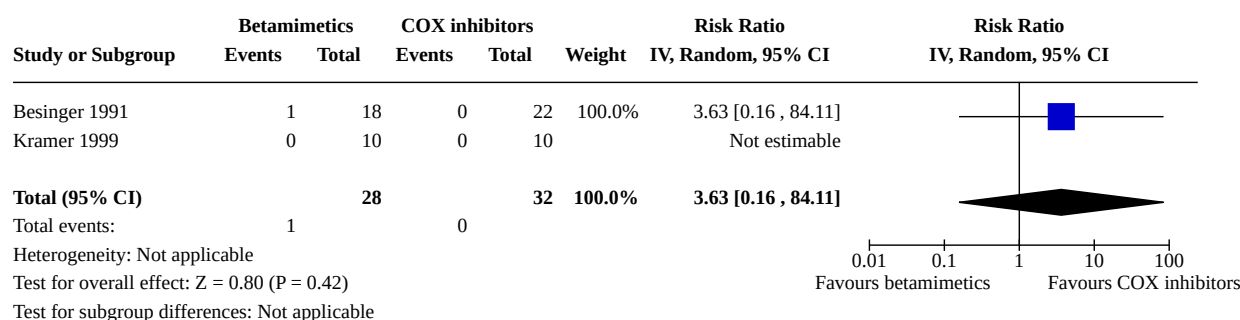 Betamimetics COX inhibitors Risk Ratio Risk Ratio
Study or Subgroup Events Total Events Total Weight IV, Random, 95% CI IV, Random, 95% CI
Besinger 1991 1 18 0 22 100.0% 3.63 [0.16 , 84.11]
Kramer 1999 0 10 0 10 Not estimable
Total (95% CI) 28 32 100.0% 3.63 [0.16 , 84.11]
Total events: 1 0
Heterogeneity: Not applicable
0.01 0.1 1 10 100
Test for overall effect: Z = 0.80 (P = 0.42) Favours betamimetics Favours COX inhibitors
Test for subgroup differences: Not applicable